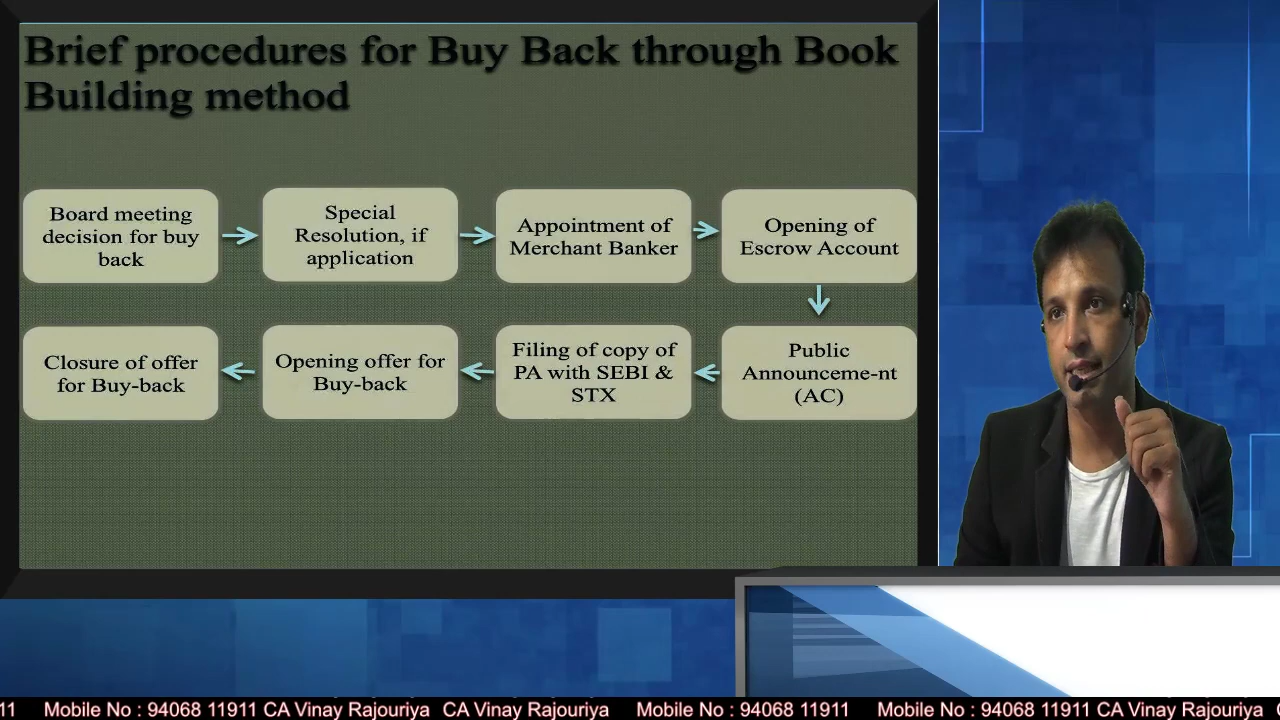 Brief procedures for Buy Back through Book
Building method
Board meeting
decision for buy
back
Special
Resolution, if
application
Appointment of
Merchant Banker
Opening of
Escrow Account
Public
Announceme-nt
(AC)
Filing of copy of
PA with SEBI &
STX
Opening offer for
Buy-back
Closure of offer
for Buy-back
11 Mobile No : 94068 11911 CA Vinay Rajouriya CA Vinay Rajouriya Mobile No : 94068 11911 Mobile No : 94068 11911 CA Vinay Rajouriya